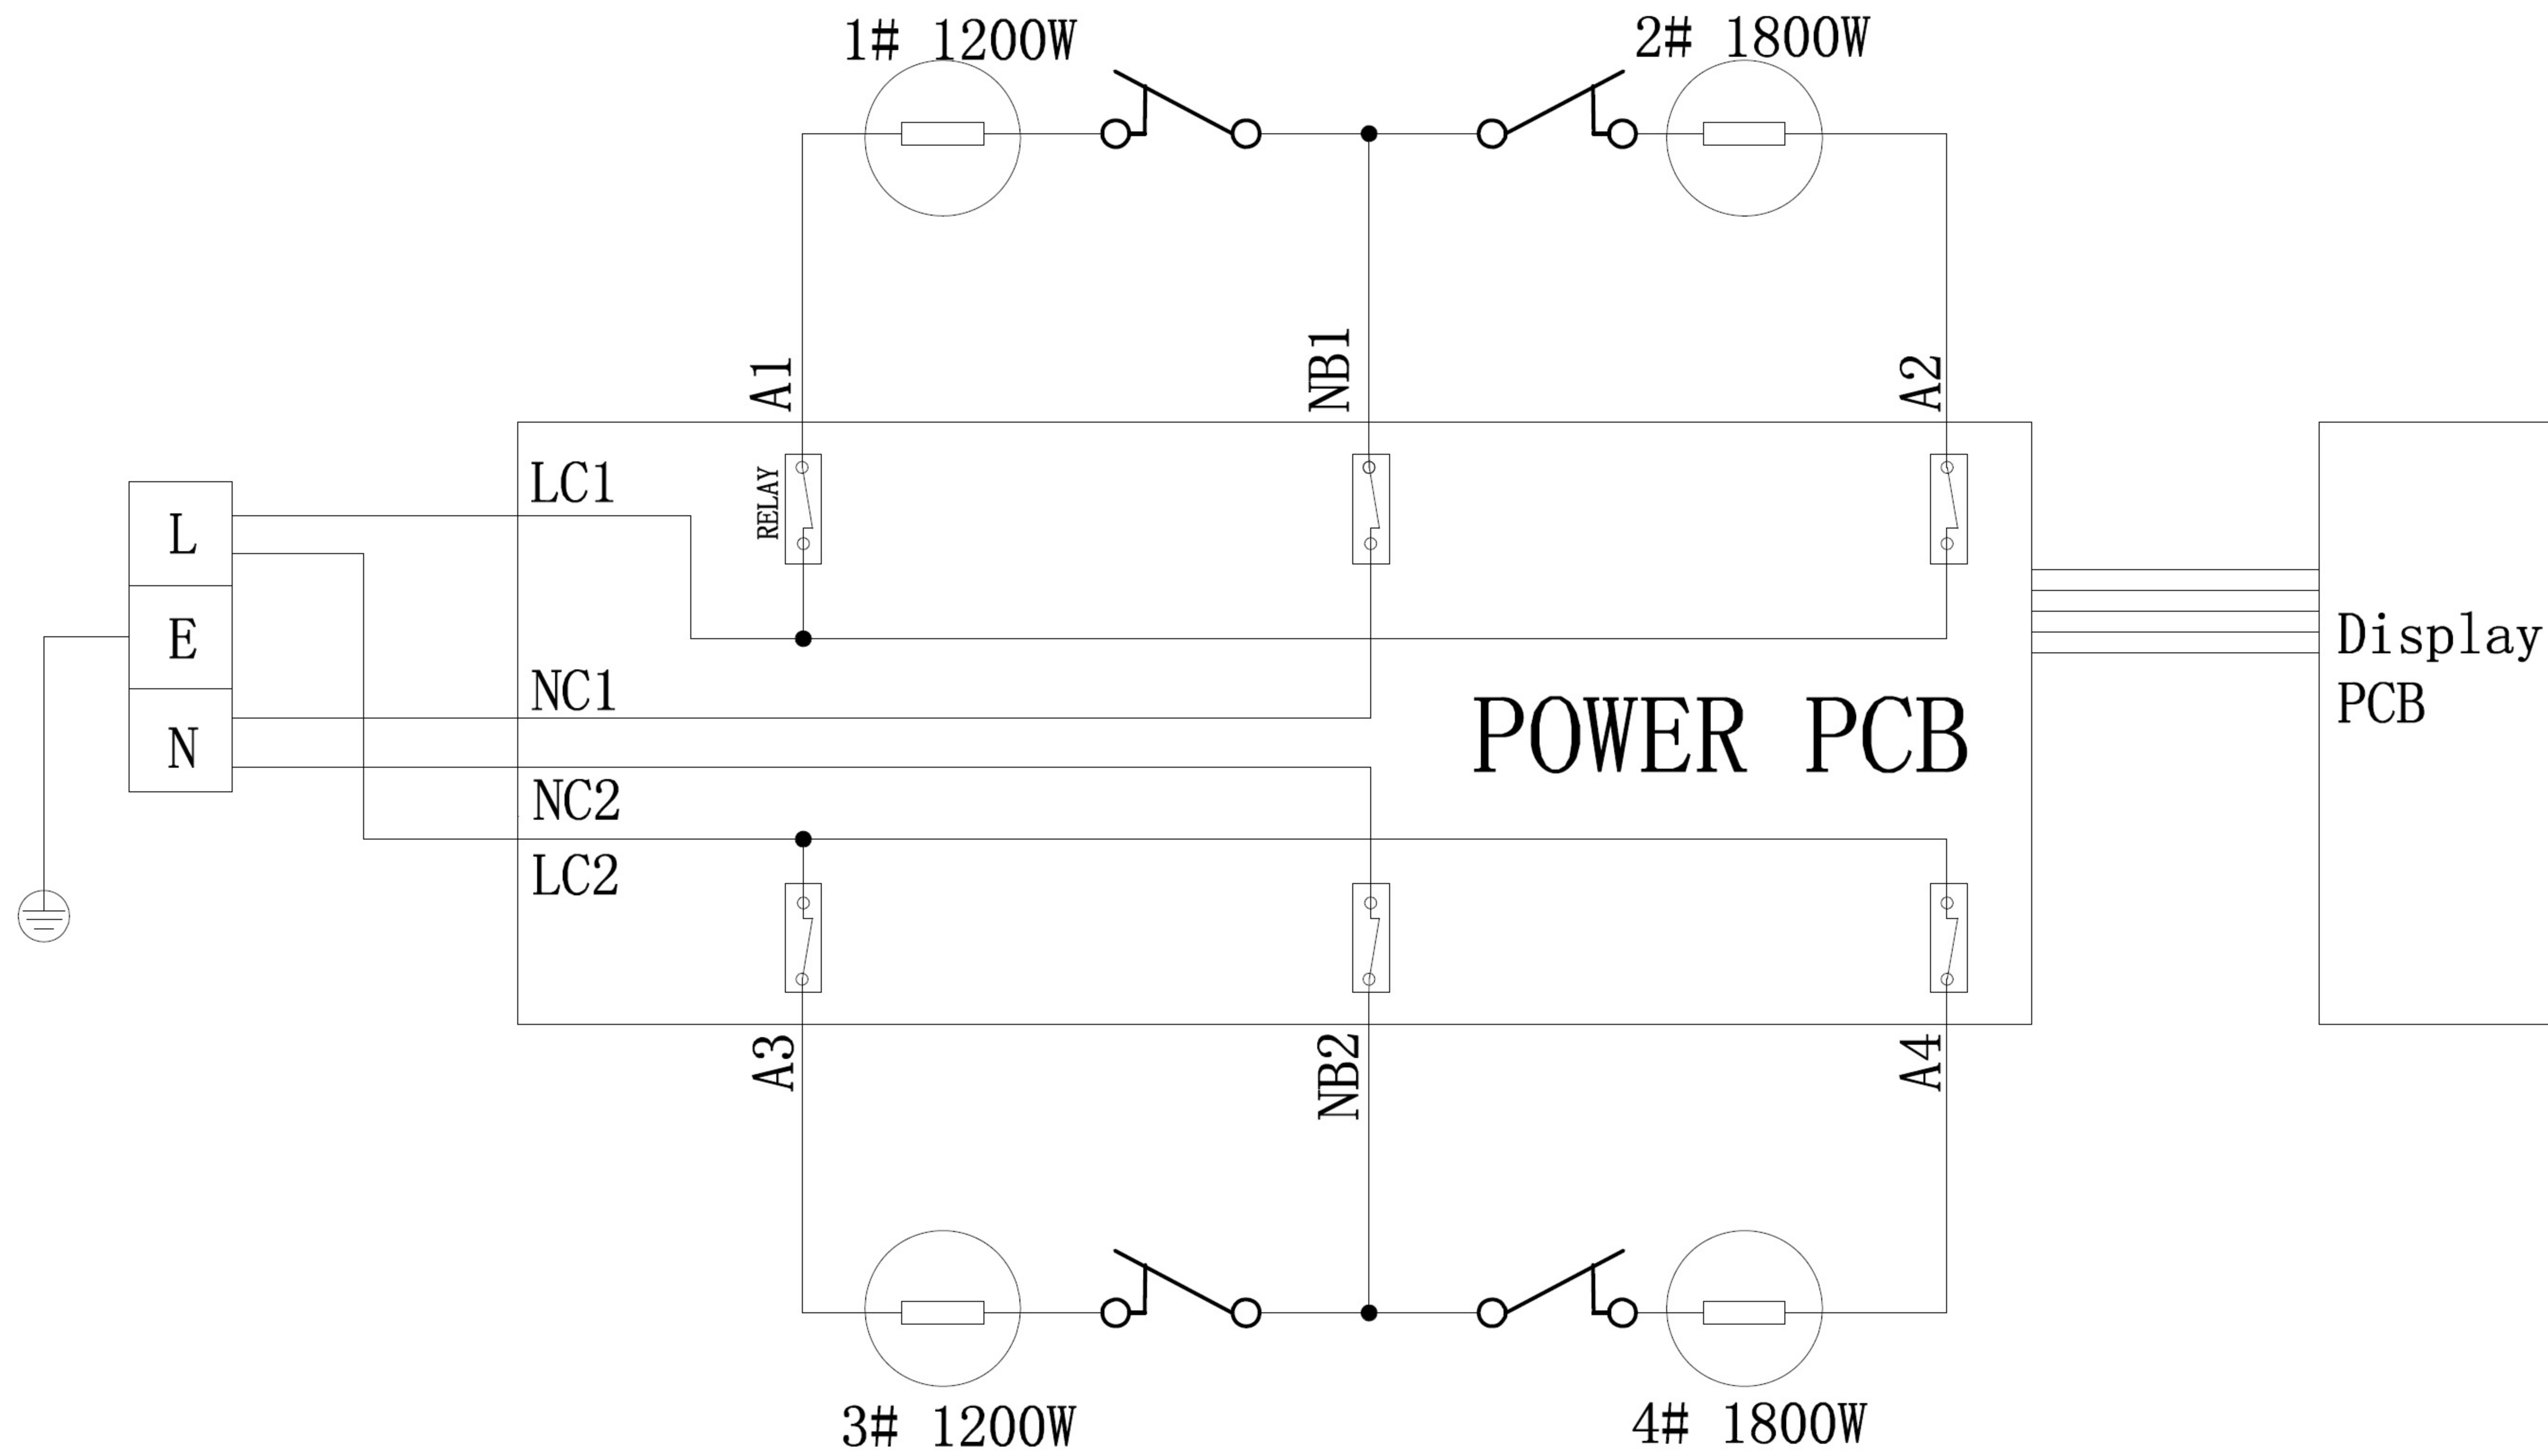 1# 1200W
2# 1800W
A1
NB1
A2
LC1
RELAY
L
E
N
NC1
POWER PCB
Display
PCB
NC2
LC2
A3
NB2
A4
3# 1200W
4# 1800W